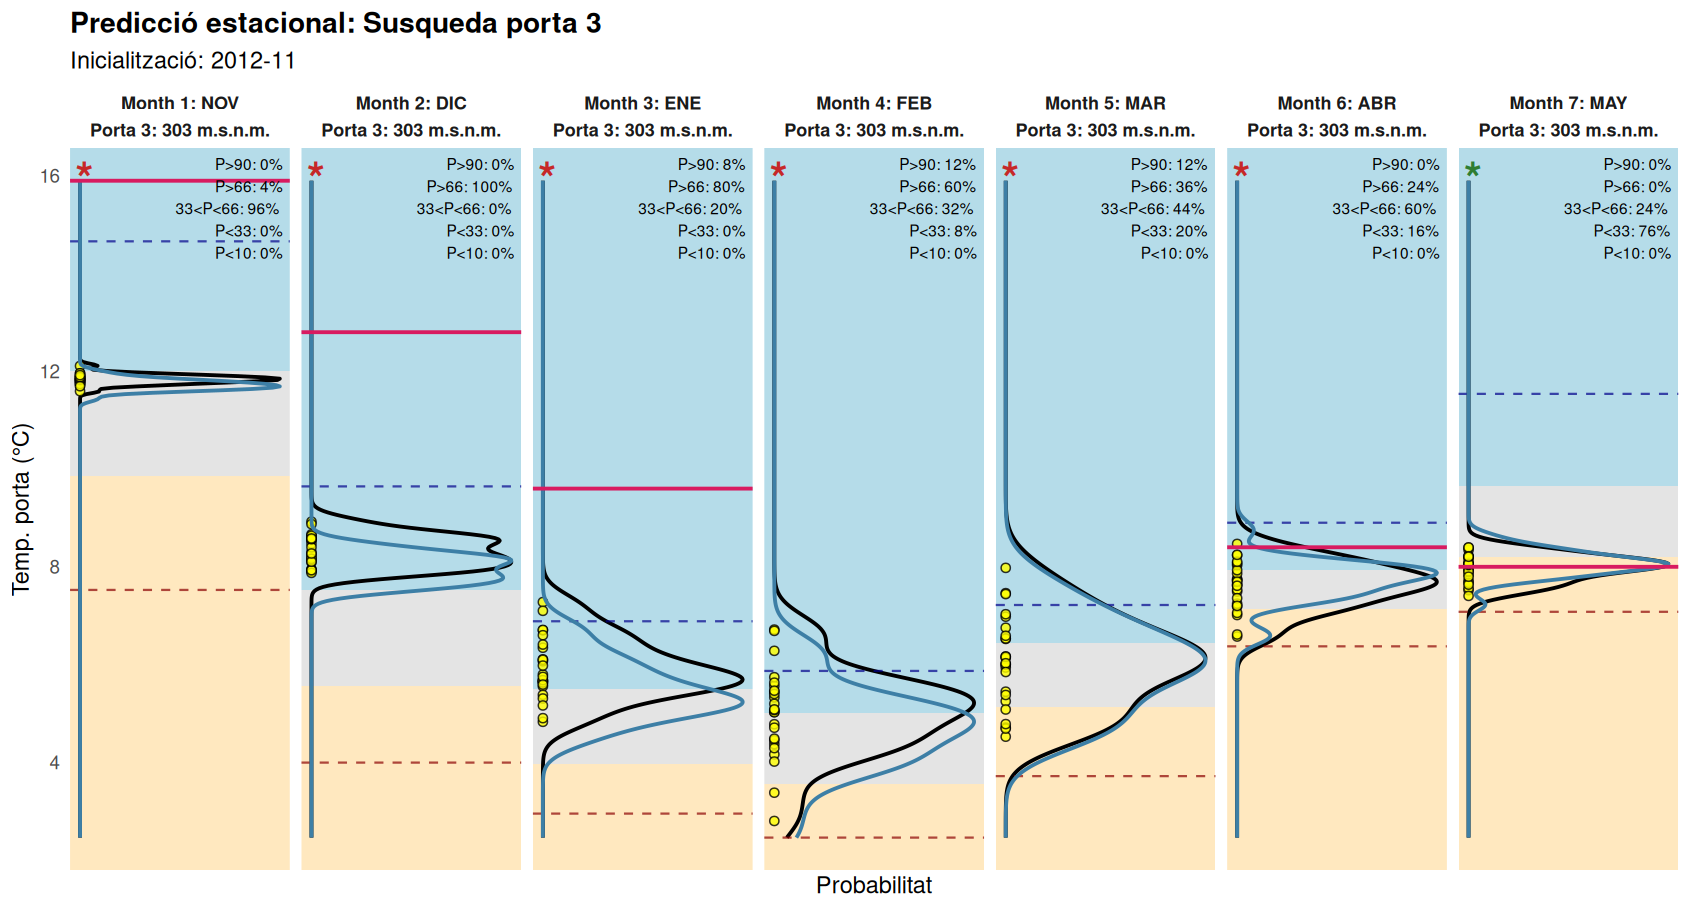 Predicció estacional: Susqueda porta 3
Inicialització: 2012-11
Month 1: NOV
Porta 3: 303 m.s.n.m.
Month 2: DIC
Porta 3: 303 m.s.n.m.
Month 3: ENE
Porta 3: 303 m.s.n.m.
Month 4: FEB
Porta 3: 303 m.s.n.m.
Month 5: MAR
Porta 3: 303 m.s.n.m.
Month 6: ABR
Porta 3: 303 m.s.n.m.
Month 7: MAY
Porta 3: 303 m.s.n.m.
Temp. porta (°C)
16
12
8
4
*
P>90: 0%
P>66: 4%
33<P<66: 96%
P<33: 0%
P<10: 0%
*
P>90: 0%
P>66: 100%
33<P<66: 0%
P<33: 0%
P<10: 0%
*
P>90: 8%
P>66: 80%
33<P<66: 20%
P<33: 0%
P<10: 0%
*
P>90: 12%
P>66: 60%
33<P<66: 32%
P<33: 8%
P<10: 0%
*
P>90: 12%
P>66: 36%
33<P<66: 44%
P<33: 20%
P<10: 0%
*
P>90: 0%
P>66: 24%
33<P<66: 60%
P<33: 16%
P<10: 0%
*
P>90: 0%
P>66: 0%
33<P<66: 24%
P<33: 76%
P<10: 0%
Probabilitat